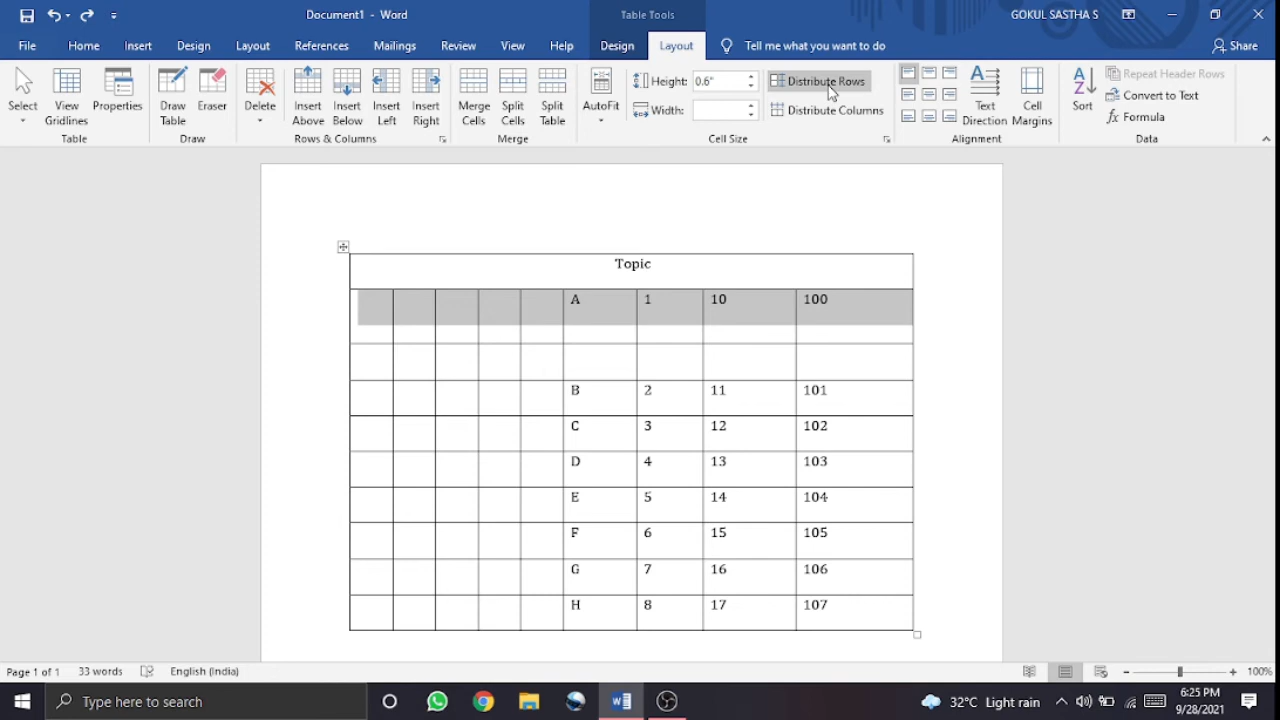 Document1 - Word
Table Tools
GOKUL SASTHA S
File Home Insert Design Layout References Mailings Review View Help Design Layout Tell me what you want to do Share
Select
View Gridlines
Properties
Table
Draw Table
Eraser
Draw
Delete
Insert Above
Insert Below
Insert Left
Insert Right
Rows & Columns
Merge Cells
Split Cells
Split Table
Merge
AutoFit
Height: 0.6"
Width:
Distribute Rows
Distribute Columns
Cell Size
Text Direction
Cell Margins
Alignment
Sort
Repeat Header Rows
Convert to Text
Formula
Data
Topic
A 1 10 100
B 2 11 101
C 3 12 102
D 4 13 103
E 5 14 104
F 6 15 105
G 7 16 106
H 8 17 107
Page 1 of 1 33 words English (India) 100%
Type here to search
32°C Light rain
6:25 PM
9/28/2021